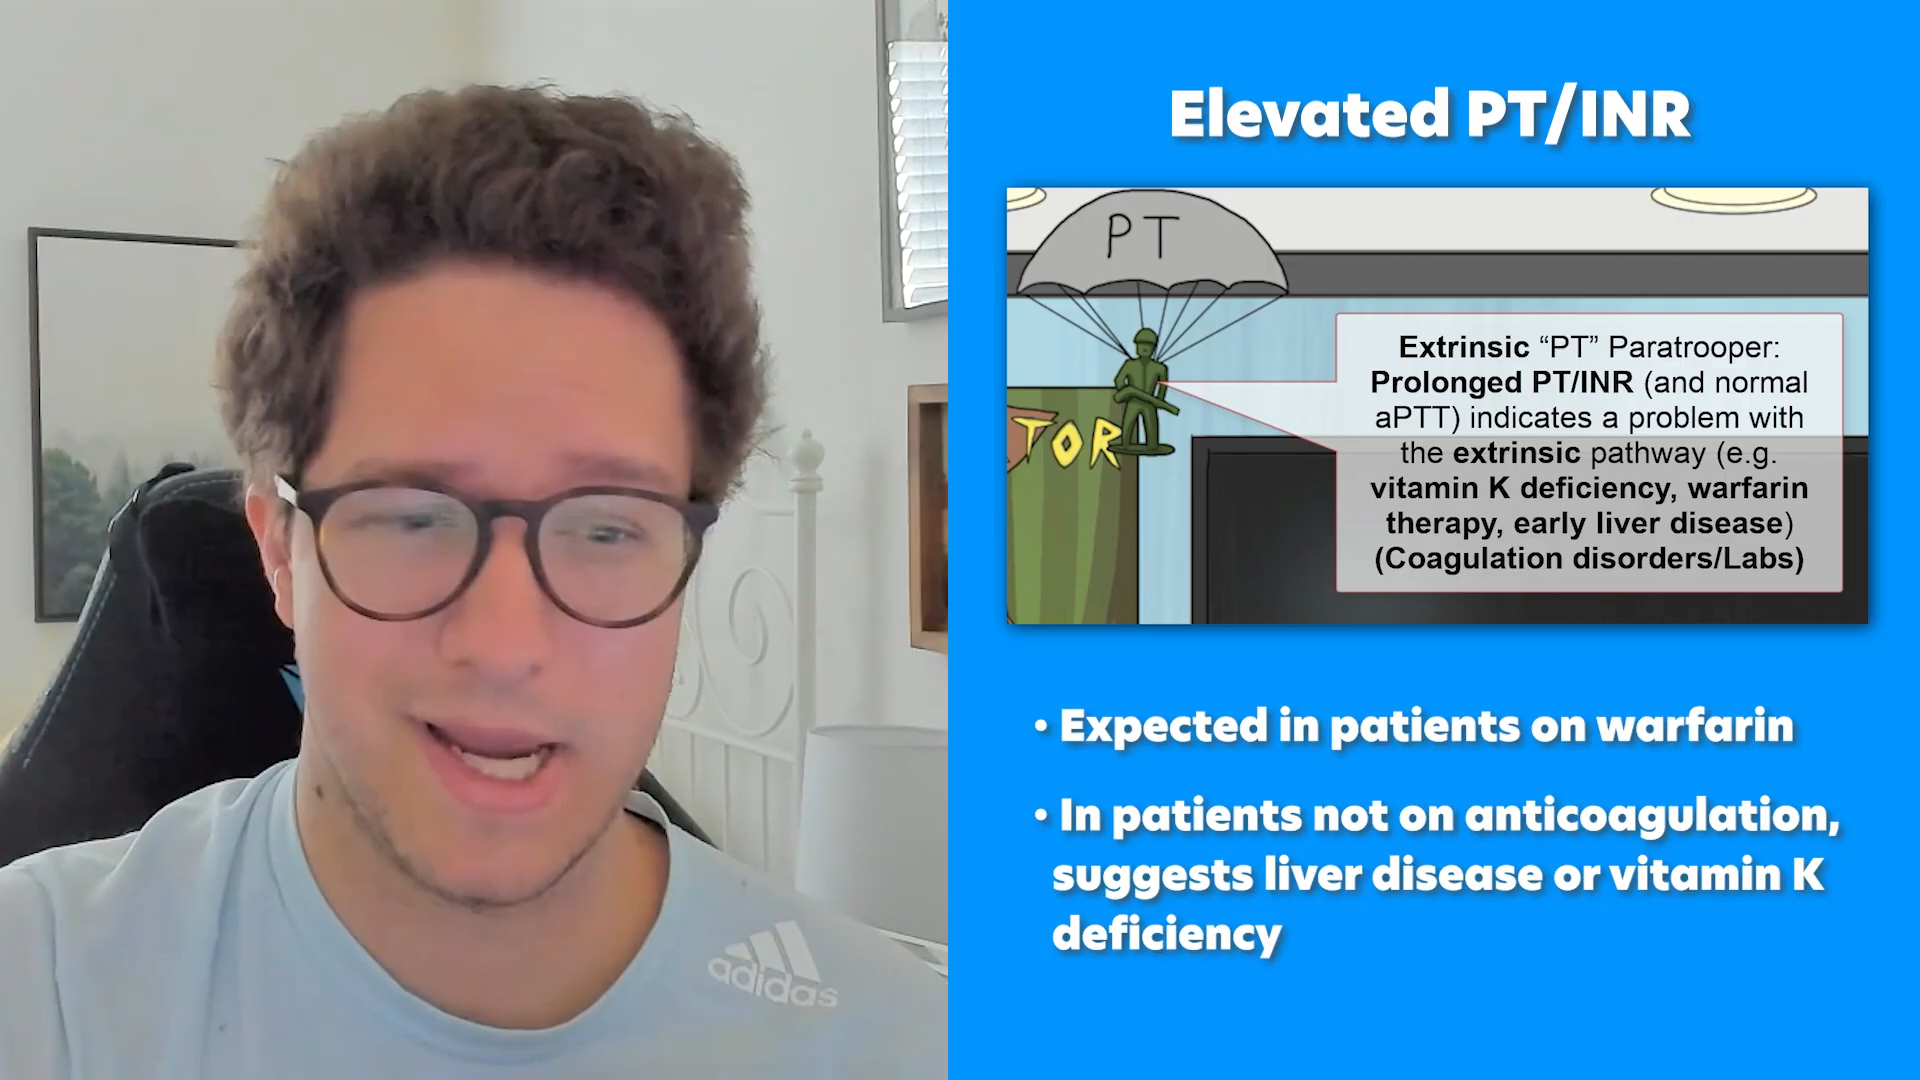 Elevated PT/INR
PT
TOR
Extrinsic “PT” Paratrooper:
Prolonged PT/INR (and normal
aPTT) indicates a problem with
the extrinsic pathway (e.g.
vitamin K deficiency, warfarin
therapy, early liver disease)
(Coagulation disorders/Labs)
• Expected in patients on warfarin
• In patients not on anticoagulation,
suggests liver disease or vitamin K
deficiency
adidas